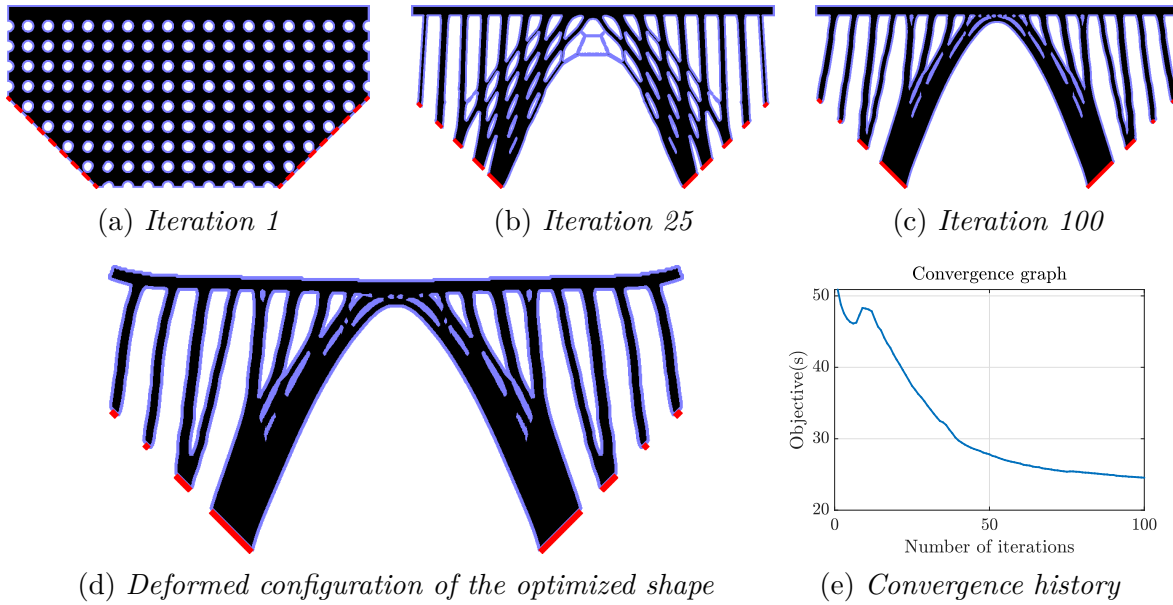 (a) Iteration 1
(b) Iteration 25
(c) Iteration 100
Convergence graph
50
40
30
20
0
50
100
Objective(s)
Number of iterations
(d) Deformed configuration of the optimized shape
(e) Convergence history